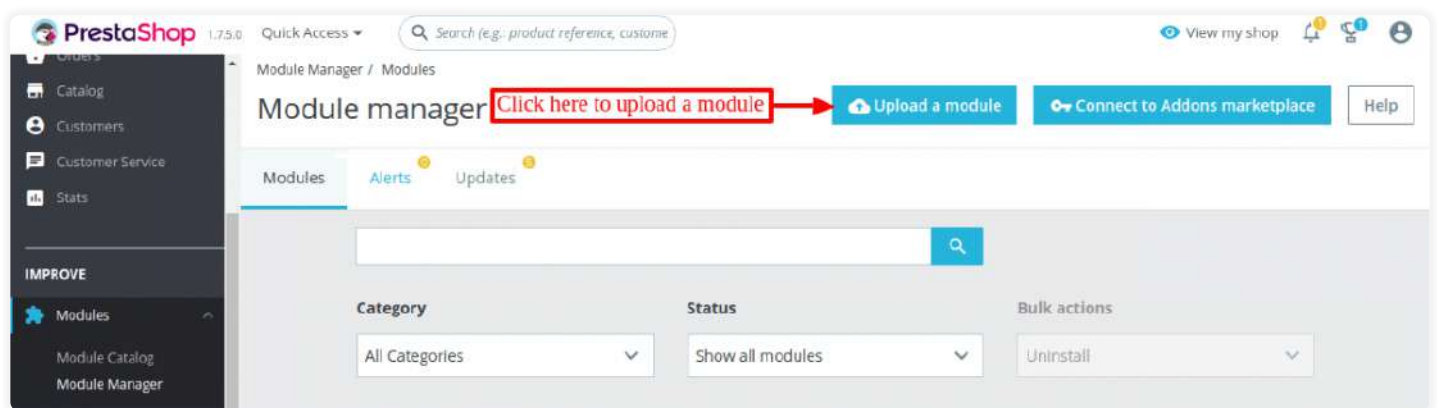 PrestaShop 1.7.5.0 Quick Access Search (e.g.: product reference, custome View my shop 1 1
Orders
Catalog
Customers
Customer Service
Stats
IMPROVE
Modules
Module Catalog
Module Manager
Module Manager / Modules
Module manager Click here to upload a module Upload a module Connect to Addons marketplace Help
Modules Alerts Updates
Category Status Bulk actions
All Categories Show all modules Uninstall